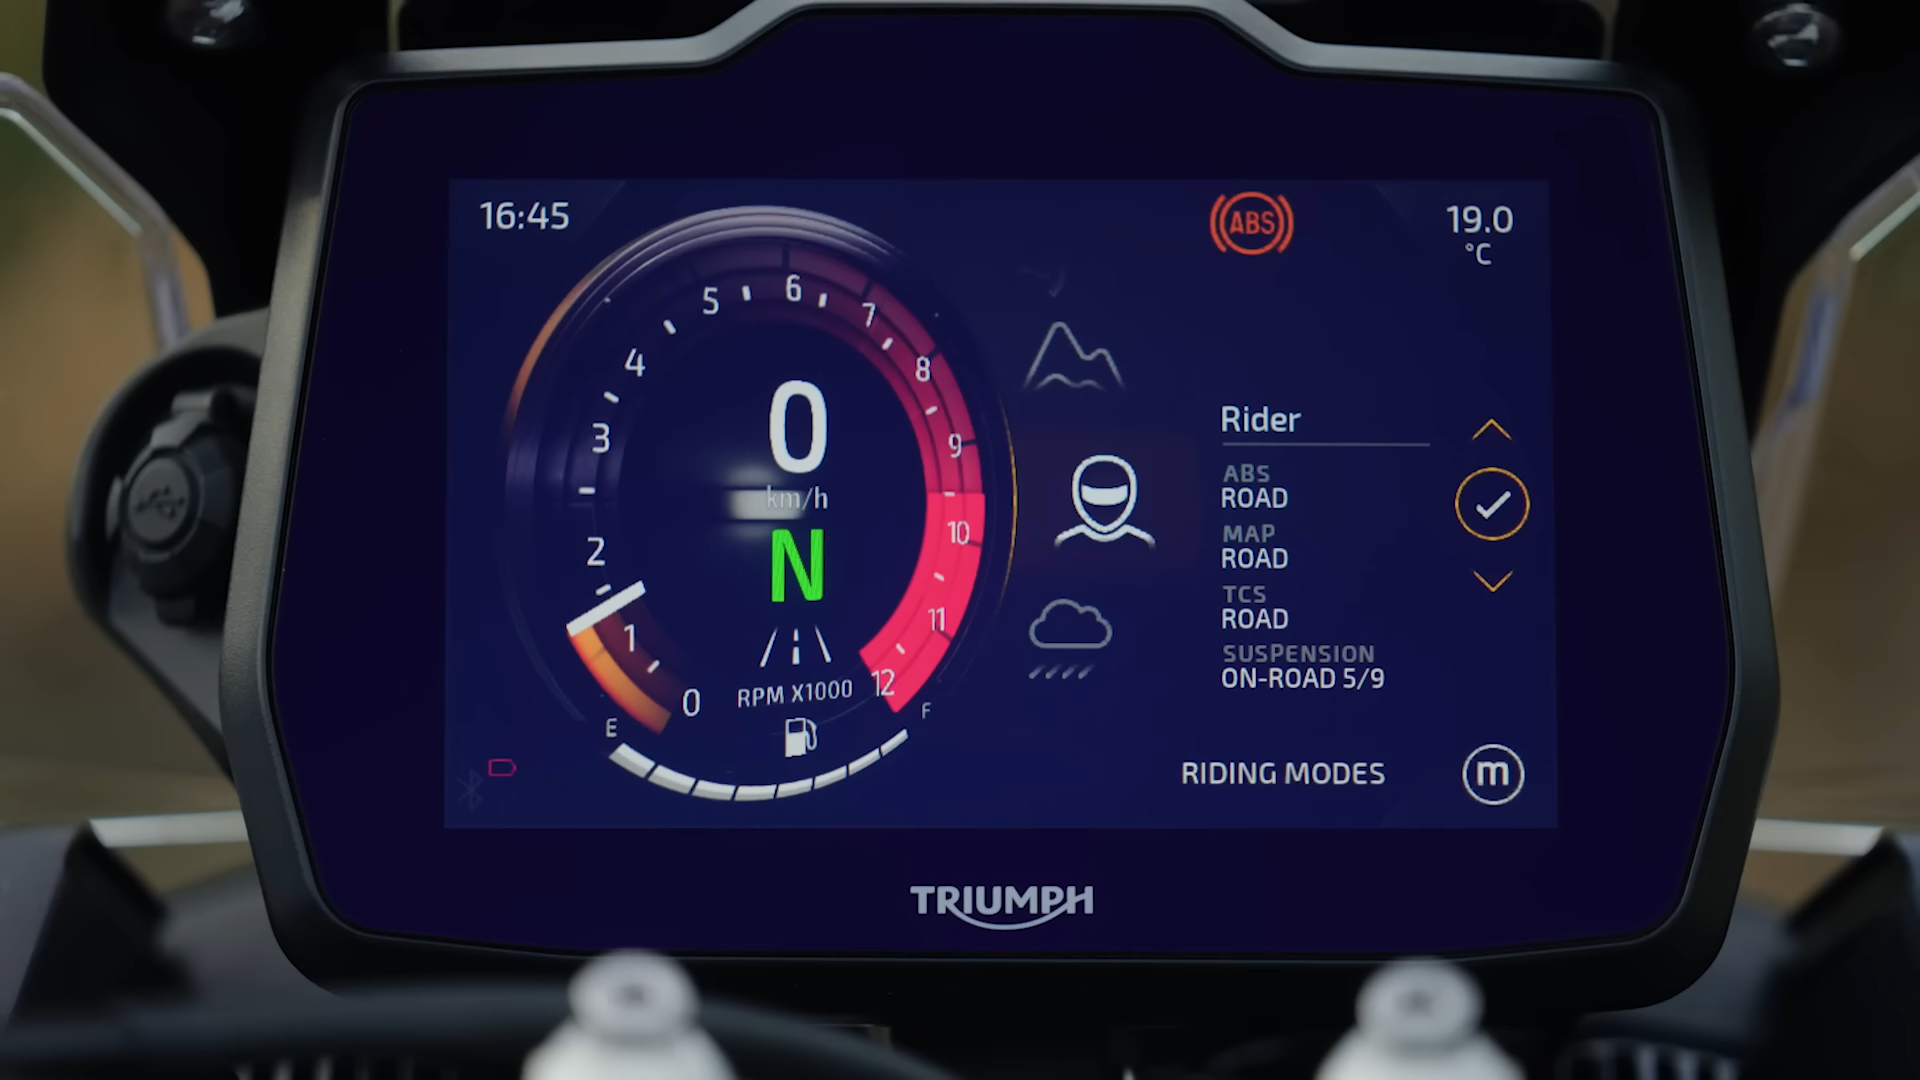 16:45
ABS
19.0
°C
0
1
2
3
4
5
6
7
8
9
10
11
12
0
km/h
N
RPM X1000
E
F
Rider
ABS
ROAD
MAP
ROAD
TCS
ROAD
SUSPENSION
ON-ROAD 5/9
RIDING MODES
m
TRIUMPH